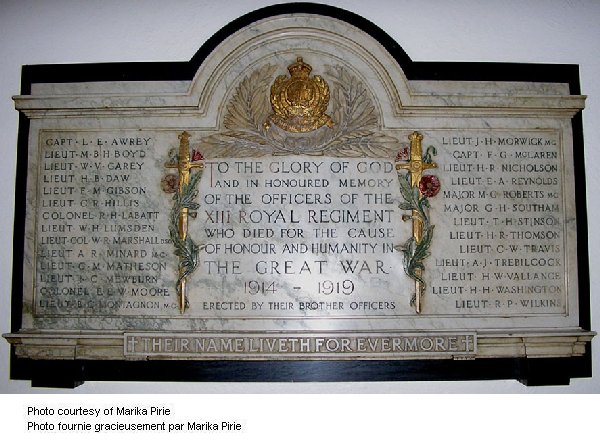 CAPT · L · E · AWREY
LIEUT · M · B · H BOYD
LIEUT · W · V · CAREY
LIEUT · H · B · DAW
LIEUT · F · M · GIBSON
LIEUT · C · R · HILLIS
COLONEL R · H · LABATT
LIEUT · W · H · LUMSDEN
LIEUT · COL · W · R · MARSHALL D.S.O.
LIEUT · A · R · MINARD M.C.
LIEUT · C · M · MATHESON
LIEUT · MEWBURN
COLONEL MOORE
LIEUT · MONTAGNON M.C.
TO THE GLORY OF GOD
AND IN HONOURED MEMORY
OF THE OFFICERS OF THE
XIII ROYAL REGIMENT
WHO DIED FOR THE CAUSE
OF HONOUR AND HUMANITY IN
THE GREAT WAR
1914 – 1919
ERECTED BY THEIR BROTHER OFFICERS
LIEUT · J · H · MORWICK M.C.
CAPT · F · G · McLAREN
LIEUT · H · R · NICHOLSON
LIEUT · E · A · REYNOLDS
MAJOR · M · G · ROBERTS M.C.
MAJOR · G · H · SOUTHAM
LIEUT · T · H · STINSON
LIEUT · H · R · THOMSON
LIEUT · C · W · TRAVIS
LIEUT · A · J · TREBILCOCK
LIEUT · H · W · VALLANCE
LIEUT · H · H · WASHINGTON
LIEUT · R · P · WILKINS
THEIR NAME LIVETH FOR EVERMORE
Photo courtesy of Marika Pirie
Photo fournie gracieusement par Marika Pirie